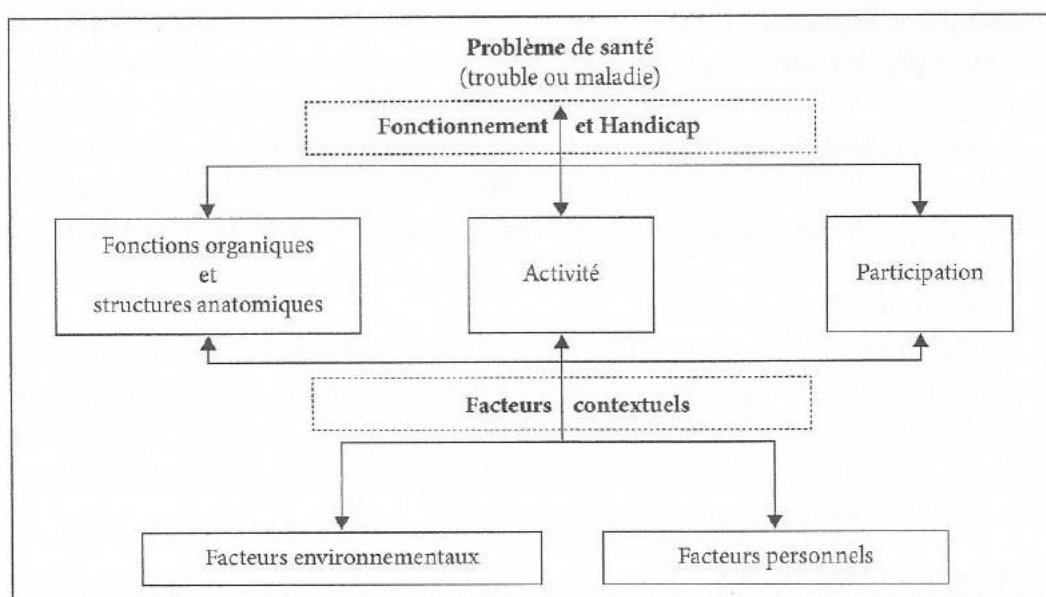 Problème de santé
(trouble ou maladie)
Fonctionnement et Handicap
Fonctions organiques
et
structures anatomiques
Activité
Participation
Facteurs contextuels
Facteurs environnementaux
Facteurs personnels